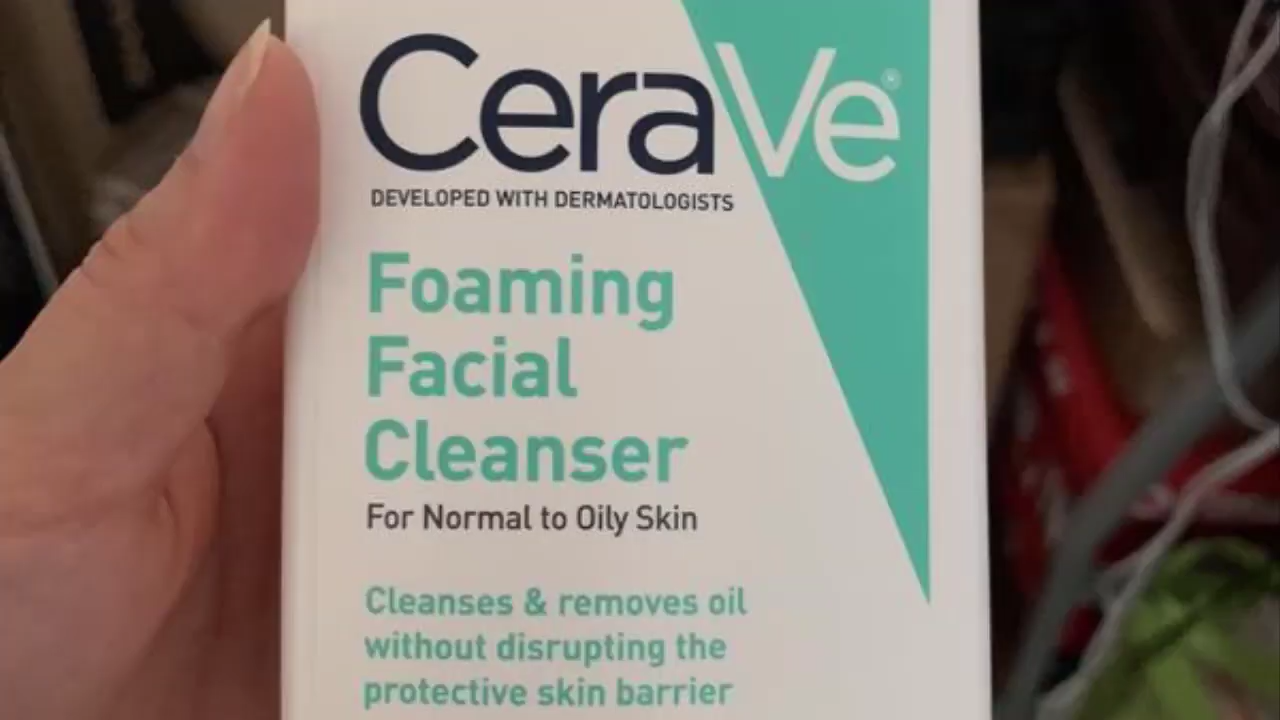 CeraVe®
DEVELOPED WITH DERMATOLOGISTS
Foaming
Facial
Cleanser
For Normal to Oily Skin
Cleanses & removes oil
without disrupting the
protective skin barrier